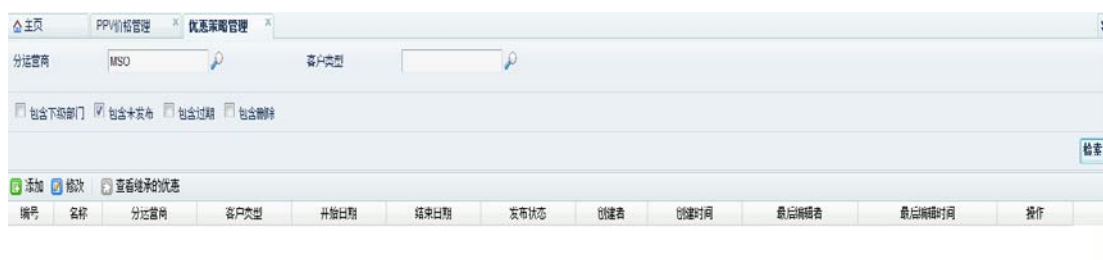 主页 PPV价格管理 x 优惠策略管理 x
分运营商 MSO 客户类型
包含下级部门 包含未发布 包含过期 包含删除
检索
添加 修改 查看继承的优惠
编号 名称 分运营商 客户类型 开始日期 结束日期 发布状态 创建者 创建时间 最后编辑者 最后编辑时间 操作